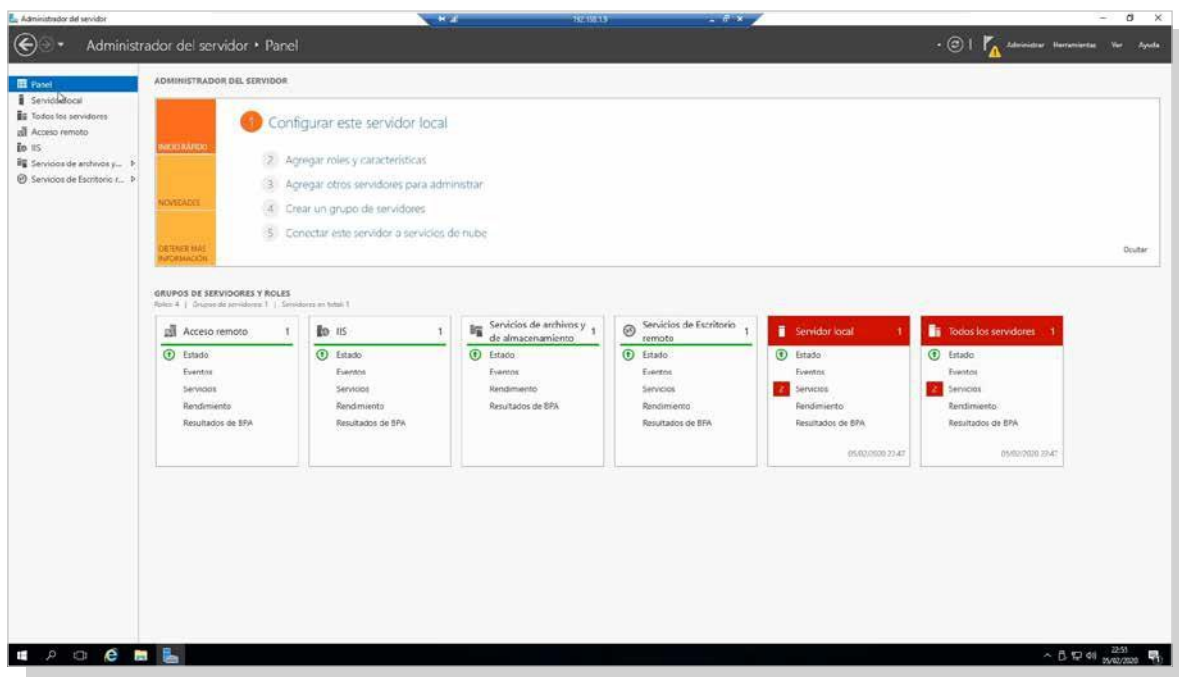 Administrador del servidor
192.168.1.3
Administrador del servidor • Panel
Administrar Herramientas Ver Ayuda
Panel
Servidor local
Todos los servidores
Acceso remoto
IIS
Servicios de archivos y...
Servicios de Escritorio r...
ADMINISTRADOR DEL SERVIDOR
INICIO RÁPIDO
NOVEDADES
OBTENER MÁS INFORMACIÓN
1 Configurar este servidor local
2 Agregar roles y características
3 Agregar otros servidores para administrar
4 Crear un grupo de servidores
5 Conectar este servidor a servicios de nube
Ocultar
GRUPOS DE SERVIDORES Y ROLES
Roles: 4 | Grupos de servidores: 1 | Servidores en total: 1
Acceso remoto 1
Estado
Eventos
Servicios
Rendimiento
Resultados de BPA
IIS 1
Estado
Eventos
Servicios
Rendimiento
Resultados de BPA
Servicios de archivos y de almacenamiento 1
Estado
Eventos
Rendimiento
Resultados de BPA
Servicios de Escritorio remoto 1
Estado
Eventos
Servicios
Rendimiento
Resultados de BPA
Servidor local 1
Estado
Eventos
2 Servicios
Rendimiento
Resultados de BPA
05/02/2020 22:47
Todos los servidores 1
Estado
Eventos
2 Servicios
Rendimiento
Resultados de BPA
05/02/2020 22:47
22:51
05/02/2020